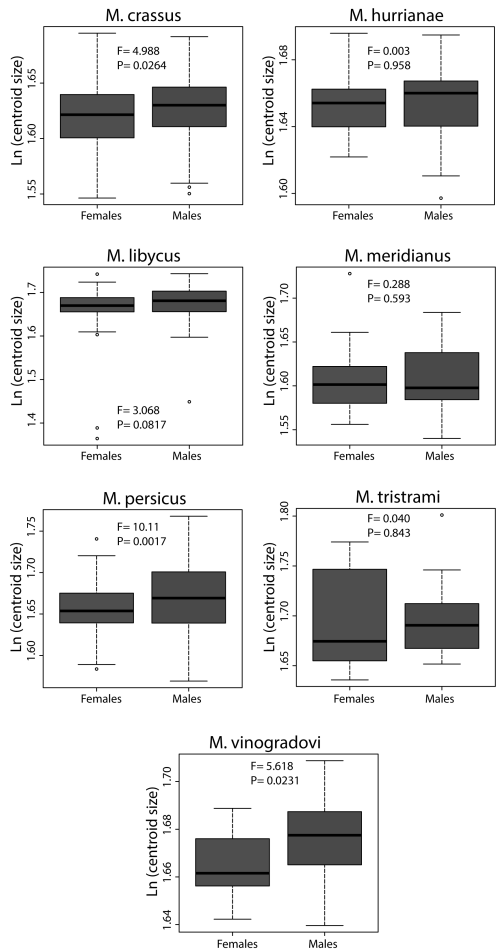 M. crassus
F= 4.988
P= 0.0264
Ln (centroid size)
1.65
1.60
1.55
Females Males
M. hurrianae
F= 0.003
P= 0.958
Ln (centroid size)
1.68
1.64
1.60
Females Males
M. libycus
F= 3.068
P= 0.0817
Ln (centroid size)
1.7
1.6
1.5
1.4
Females Males
M. meridianus
F= 0.288
P= 0.593
Ln (centroid size)
1.70
1.65
1.60
1.55
Females Males
M. persicus
F= 10.11
P= 0.0017
Ln (centroid size)
1.75
1.70
1.65
1.60
Females Males
M. tristrami
F= 0.040
P= 0.843
Ln (centroid size)
1.80
1.75
1.70
1.65
Females Males
M. vinogradovi
F= 5.618
P= 0.0231
Ln (centroid size)
1.70
1.68
1.66
1.64
Females Males